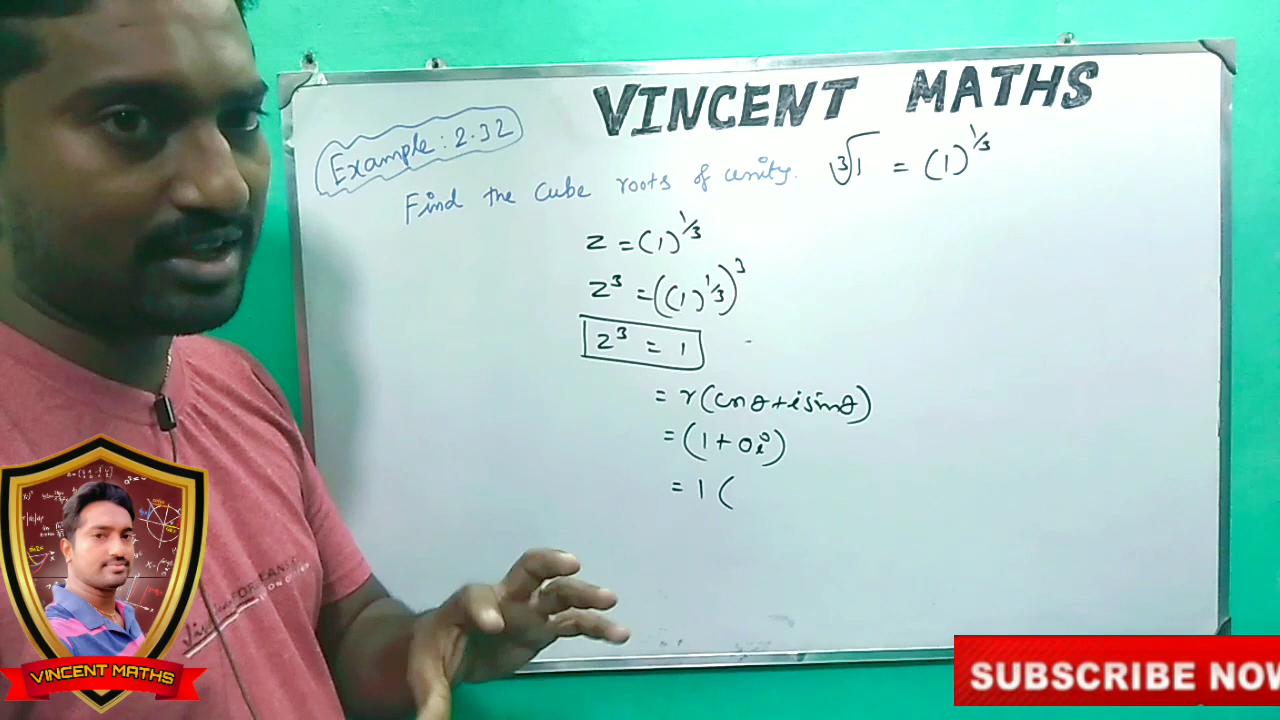 VINCENT MATHS
Example: 2.32
Find the cube roots of unity. ∛1 = (1)^1/3
z = (1)^1/3
z³ = ((1)^1/3)^3
z³ = 1
= r(cosθ+isinθ)
= (1+0i)
= 1 (
VINCENT MATHS
SUBSCRIBE NOW